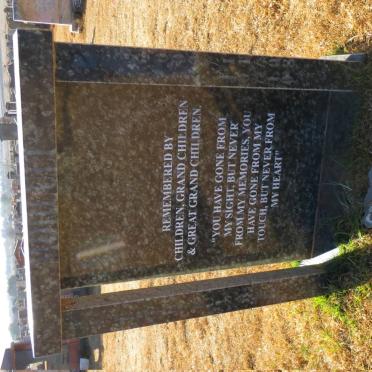 REMEMBERED BY
CHILDREN, GRAND CHILDREN
& GREAT GRAND CHILDREN.
"YOU HAVE GONE FROM
MY SIGHT, BUT NEVER
FROM MY MEMORIES, YOU
HAVE GONE FROM MY
TOUCH, BUT NEVER FROM
MY HEART"